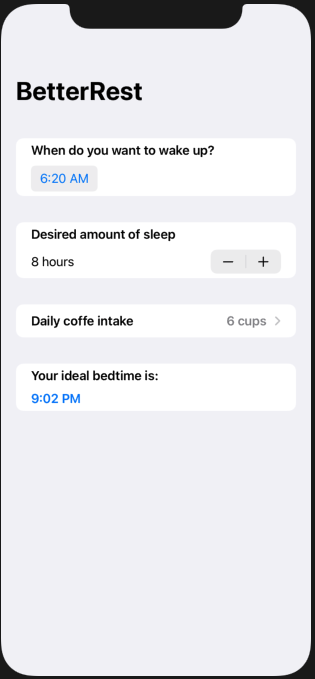 BetterRest
When do you want to wake up?
6:20 AM
Desired amount of sleep
8 hours
Daily coffe intake
6 cups
Your ideal bedtime is:
9:02 PM